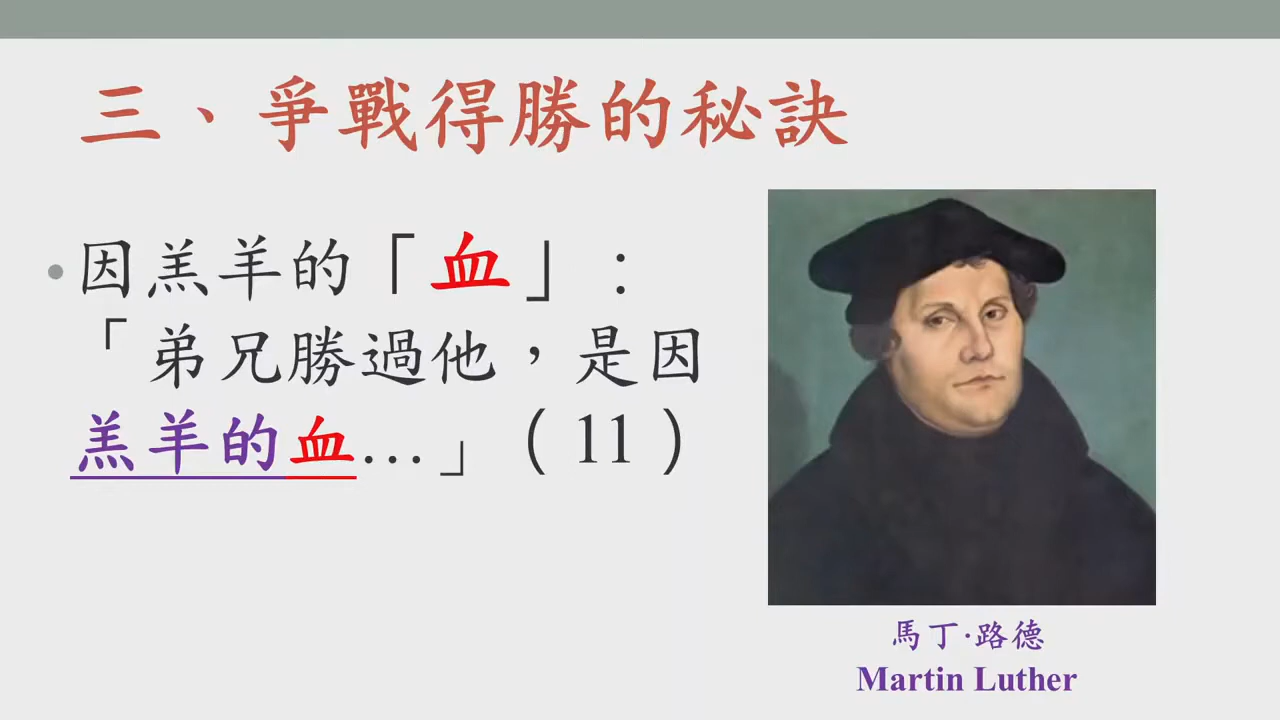 三、爭戰得勝的秘訣
因羔羊的「血」：
「弟兄勝過他，是因
羔羊的血…」（11）
馬丁·路德
Martin Luther